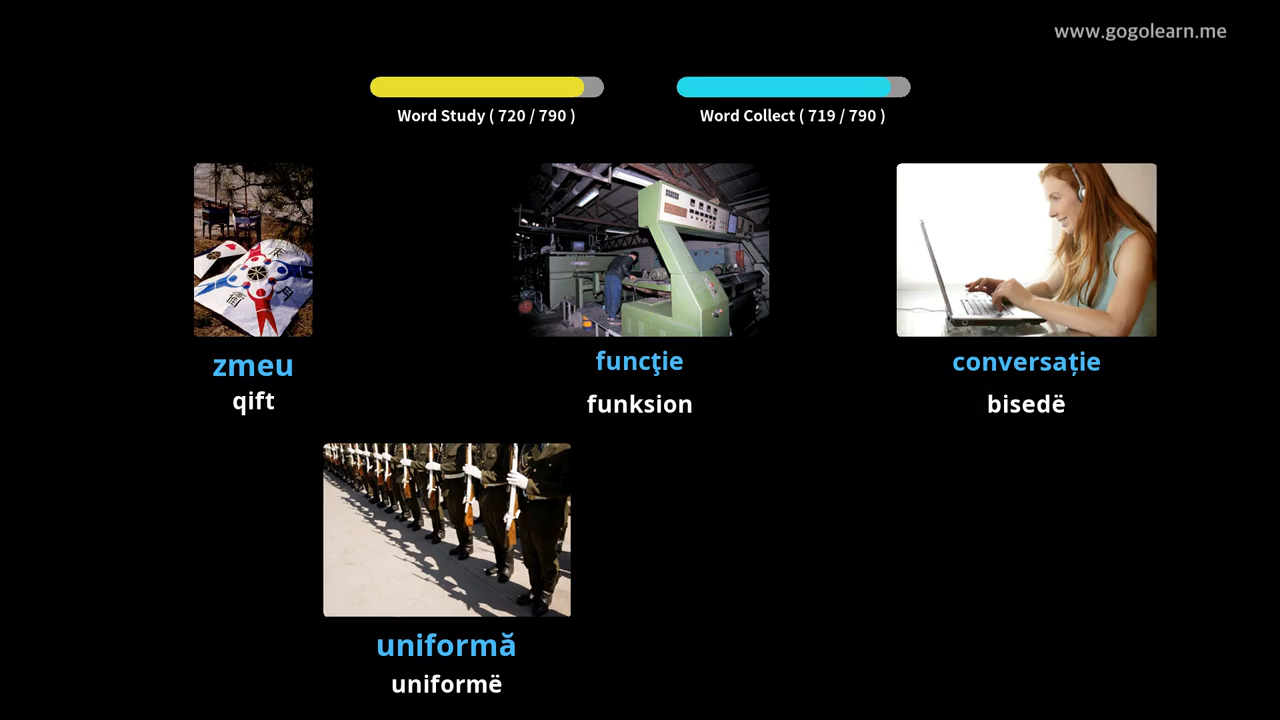 www.gogolearn.me
Word Study ( 720 / 790 )
Word Collect ( 719 / 790 )
zmeu
qift
funcţie
funksion
conversație
bisedë
uniformă
uniformë